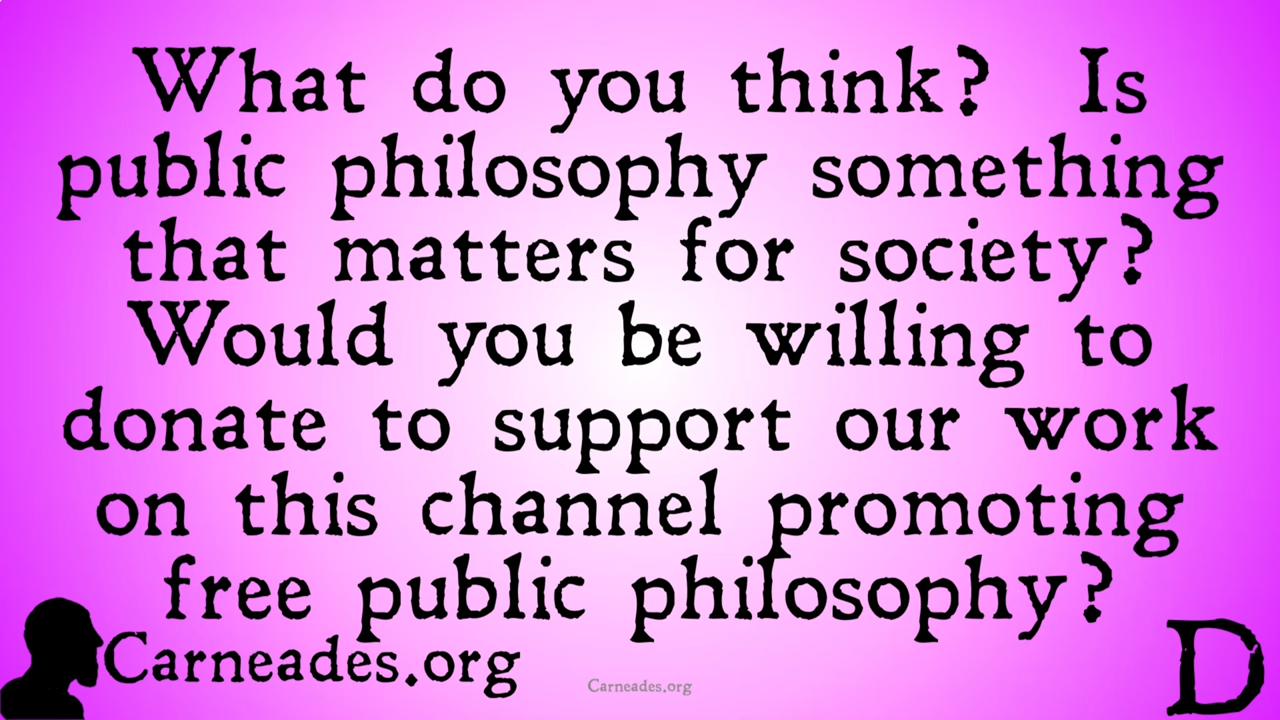 What do you think? Is
public philosophy something
that matters for society?
Would you be willing to
donate to support our work
on this channel promoting
free public philosophy?
Carneades.org
Carneades.org
D